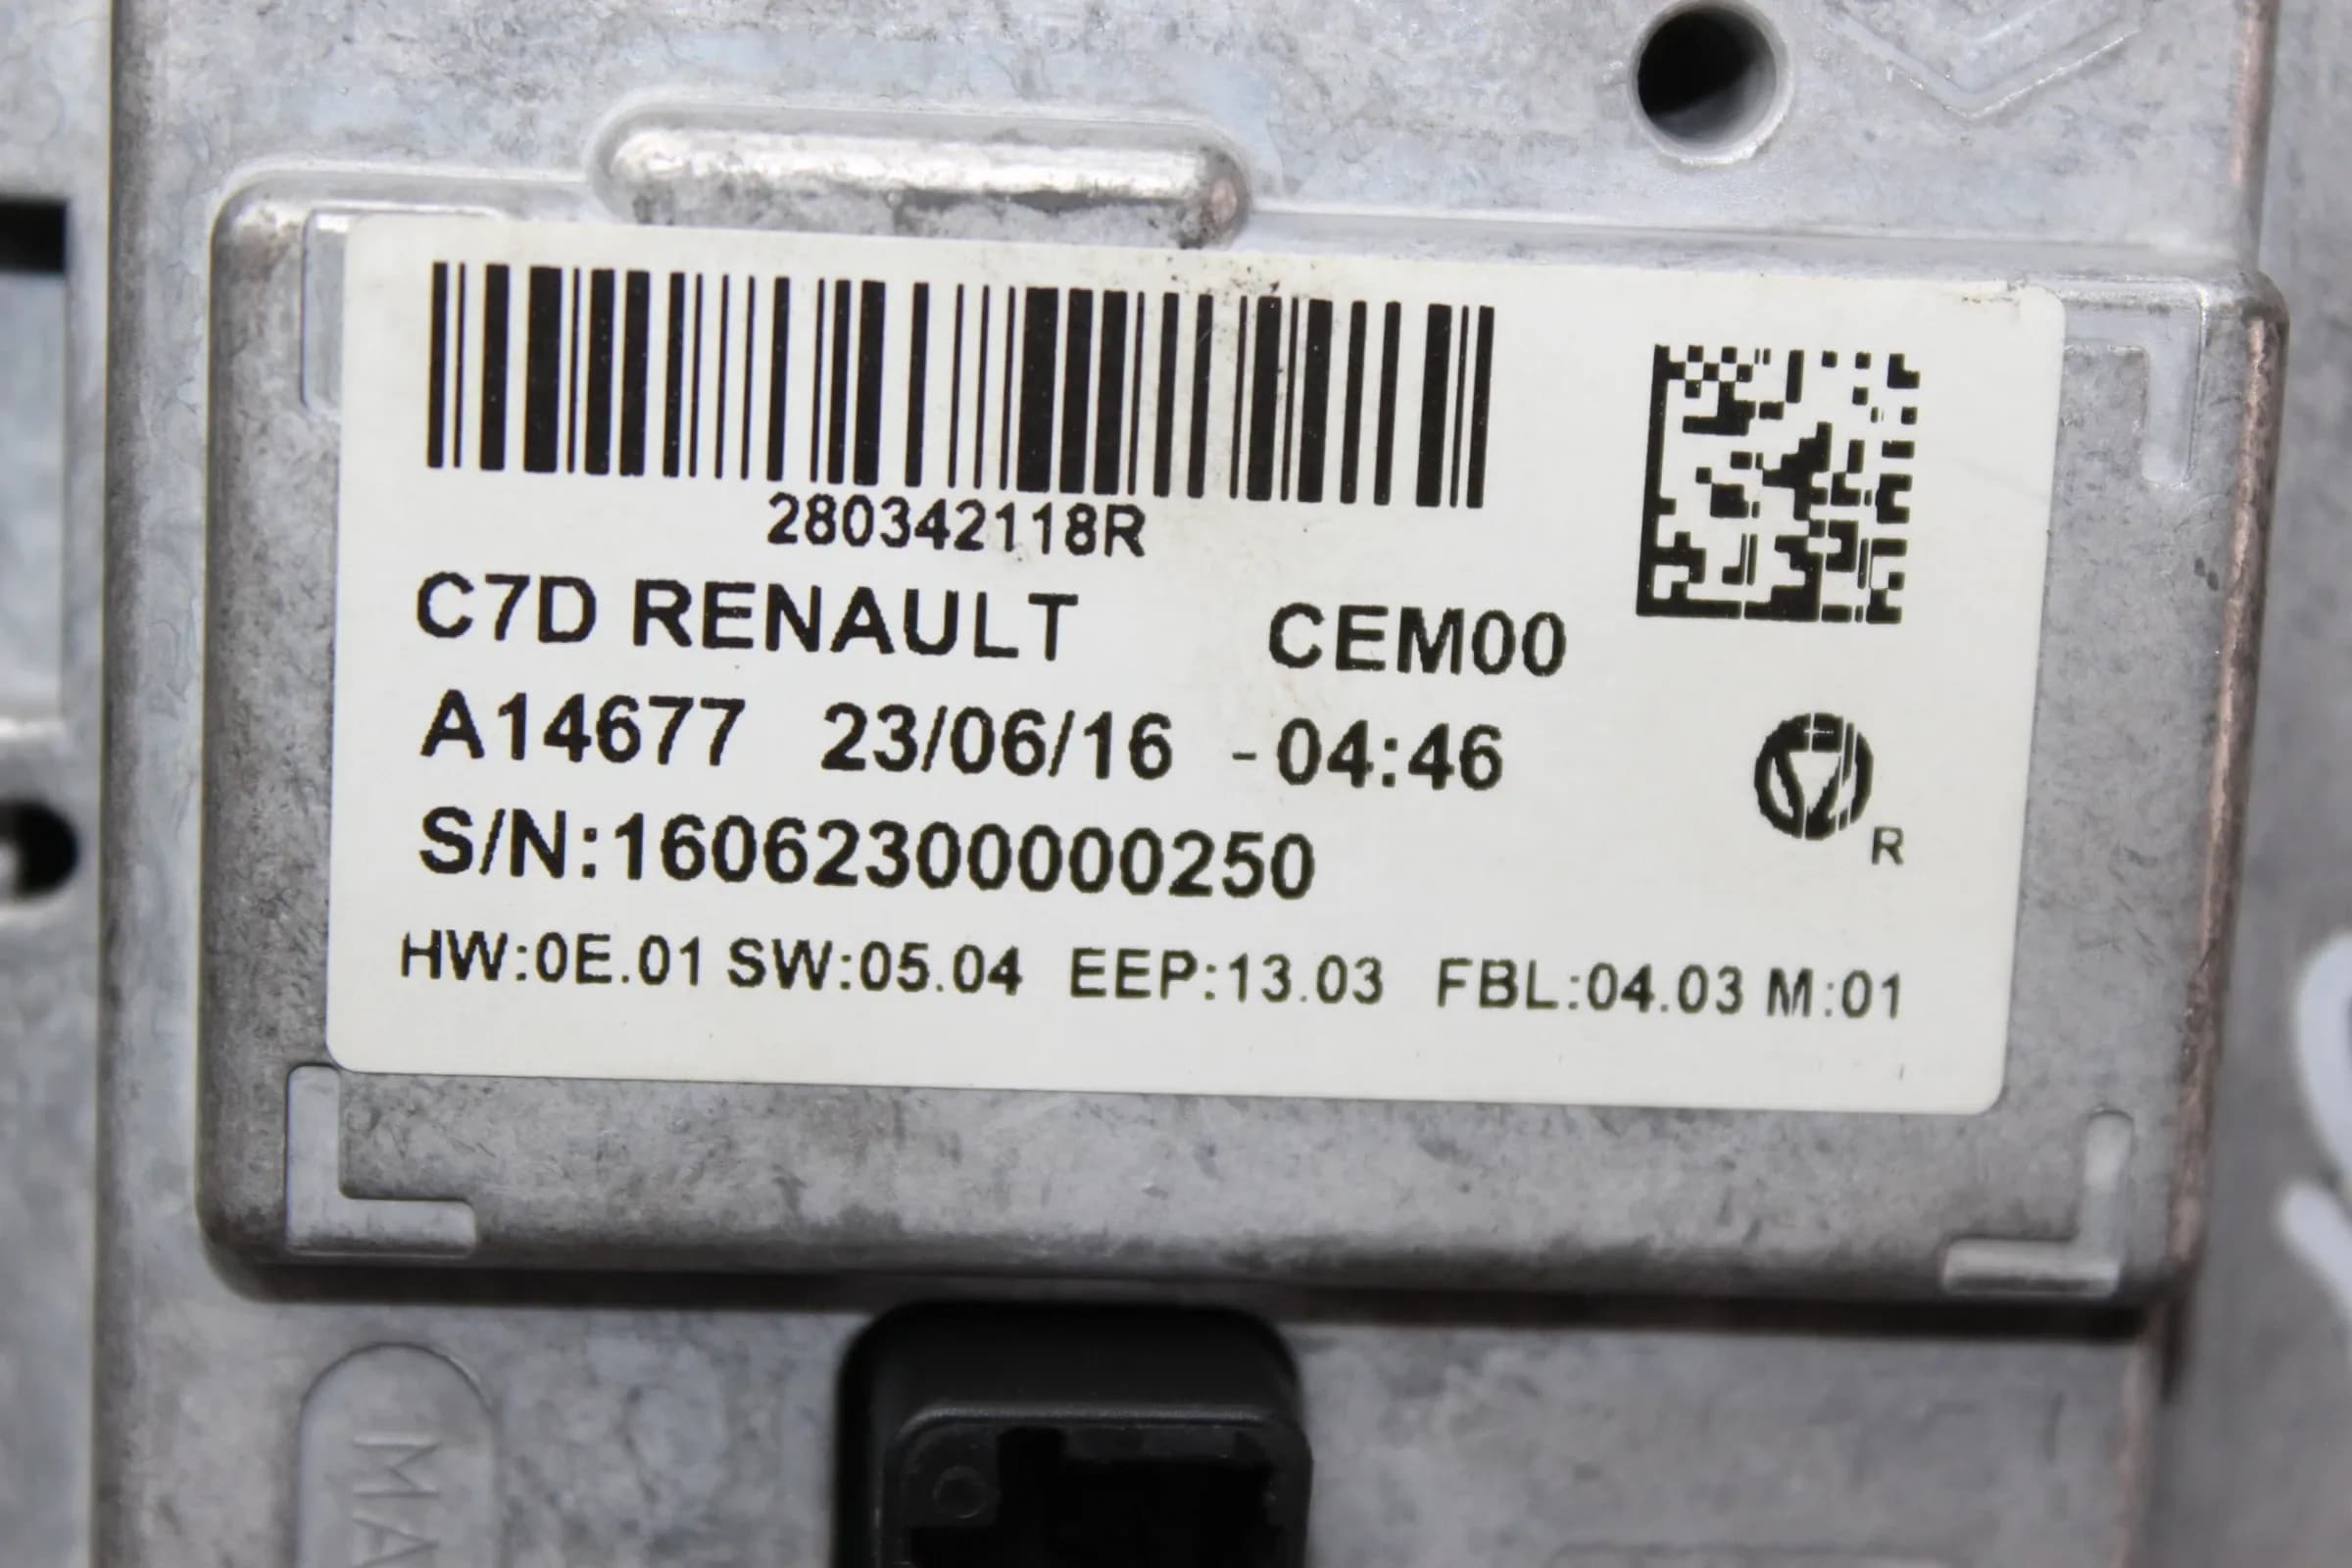 280342118R
C7D RENAULT CEM00
A14677 23/06/16 -04:46
R
S/N:16062300000250
HW:0E.01 SW:05.04 EEP:13.03 FBL:04.03 M:01